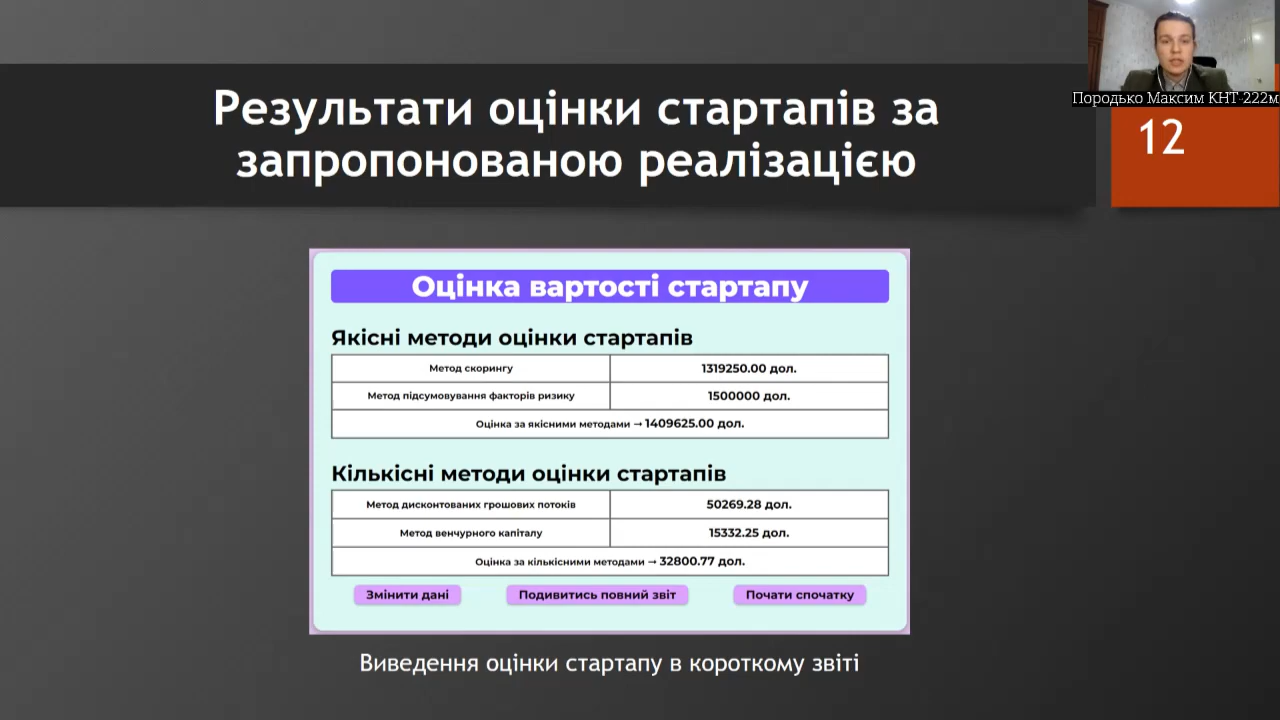 Породько Максим КНТ-222м
Результати оцінки стартапів за
запропонованою реалізацією
12
Оцінка вартості стартапу
Якісні методи оцінки стартапів
Метод скорингу 1319250.00 дол.
Метод підсумовування факторів ризику 1500000 дол.
Оцінка за якісними методами → 1409625.00 дол.
Кількісні методи оцінки стартапів
Метод дисконтованих грошових потоків 50269.28 дол.
Метод венчурного капіталу 15332.25 дол.
Оцінка за кількісними методами → 32800.77 дол.
Змінити дані Подивитись повний звіт Почати спочатку
Виведення оцінки стартапу в короткому звіті